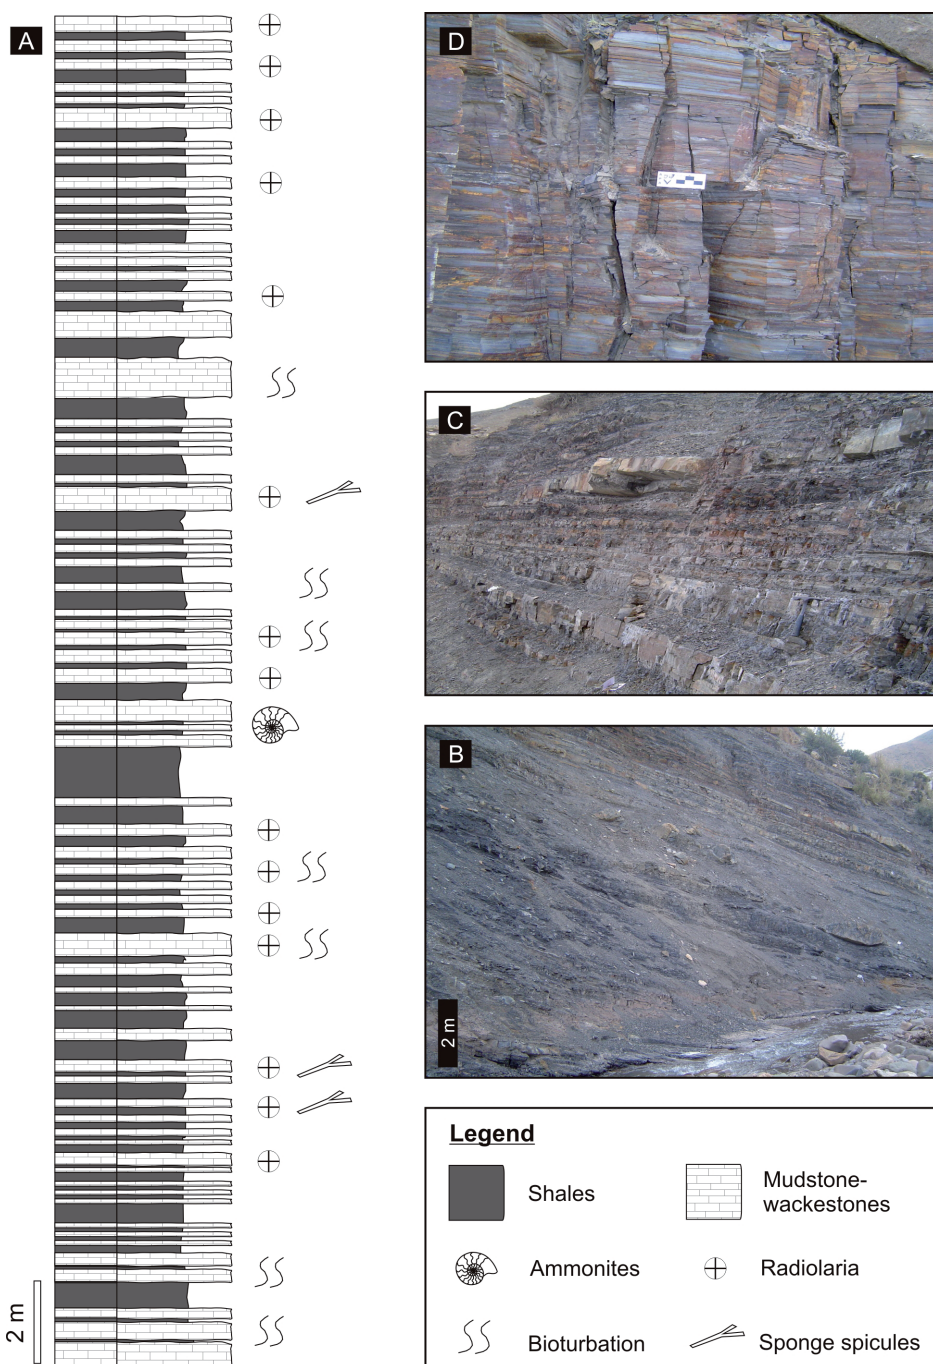 A
D
C
B
2 m
2 m
Legend
Shales
Mudstone-
wackestones
Ammonites
Radiolaria
Bioturbation
Sponge spicules